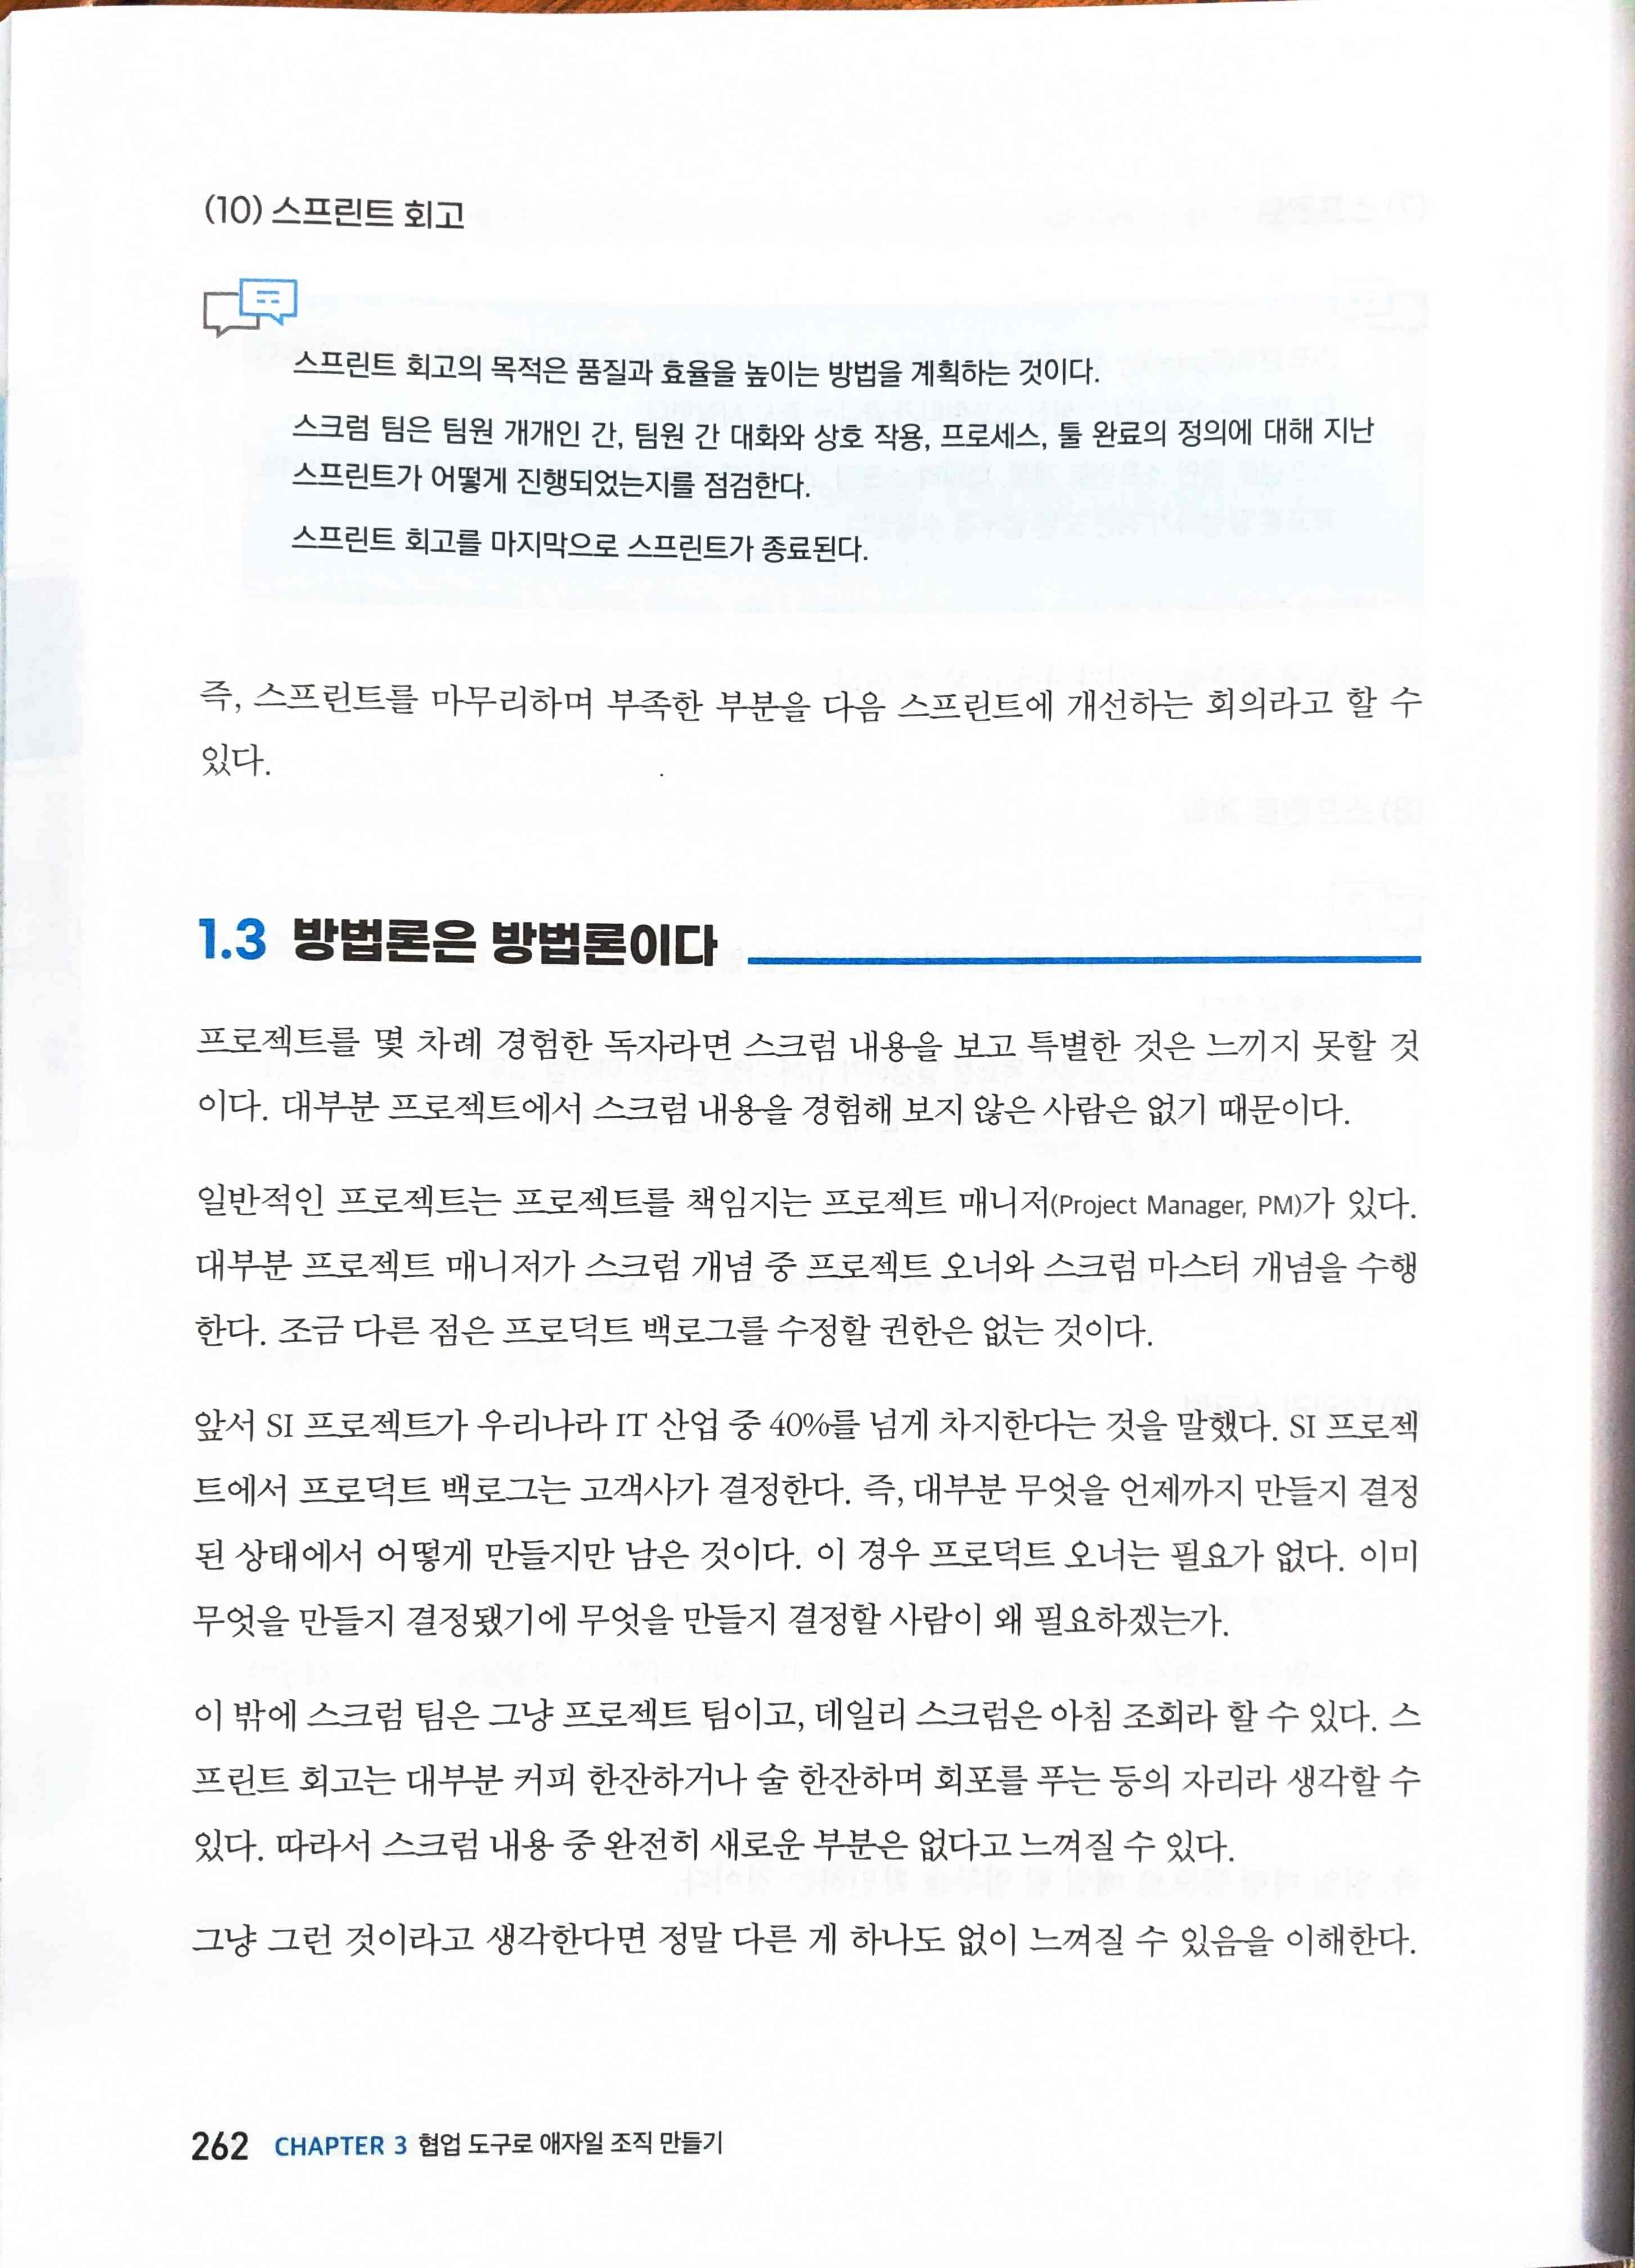 (10) 스프린트 회고
스프린트 회고의 목적은 품질과 효율을 높이는 방법을 계획하는 것이다.
스크럼 팀은 팀원 개개인 간, 팀원 간 대화와 상호 작용, 프로세스, 툴 완료의 정의에 대해 지난
스프린트가 어떻게 진행되었는지를 점검한다.
스프린트 회고를 마지막으로 스프린트가 종료된다.
즉, 스프린트를 마무리하며 부족한 부분을 다음 스프린트에 개선하는 회의라고 할 수
있다.
1.3 방법론은 방법론이다
프로젝트를 몇 차례 경험한 독자라면 스크럼 내용을 보고 특별한 것은 느끼지 못할 것
이다. 대부분 프로젝트에서 스크럼 내용을 경험해 보지 않은 사람은 없기 때문이다.
일반적인 프로젝트는 프로젝트를 책임지는 프로젝트 매니저(Project Manager, PM)가 있다.
대부분 프로젝트 매니저가 스크럼 개념 중 프로젝트 오너와 스크럼 마스터 개념을 수행
한다. 조금 다른 점은 프로덕트 백로그를 수정할 권한은 없는 것이다.
앞서 SI 프로젝트가 우리나라 IT 산업 중 40%를 넘게 차지한다는 것을 말했다. SI 프로젝
트에서 프로덕트 백로그는 고객사가 결정한다. 즉, 대부분 무엇을 언제까지 만들지 결정
된 상태에서 어떻게 만들지만 남은 것이다. 이 경우 프로덕트 오너는 필요가 없다. 이미
무엇을 만들지 결정됐기에 무엇을 만들지 결정할 사람이 왜 필요하겠는가.
이 밖에 스크럼 팀은 그냥 프로젝트 팀이고, 데일리 스크럼은 아침 조회라 할 수 있다. 스
프린트 회고는 대부분 커피 한잔하거나 술 한잔하며 회포를 푸는 등의 자리라 생각할 수
있다. 따라서 스크럼 내용 중 완전히 새로운 부분은 없다고 느껴질 수 있다.
그냥 그런 것이라고 생각한다면 정말 다른 게 하나도 없이 느껴질 수 있음을 이해한다.
262 CHAPTER 3 협업 도구로 애자일 조직 만들기